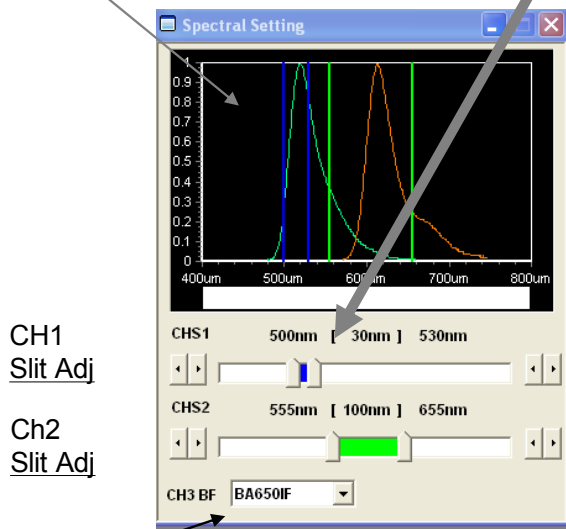 Spectral Setting
1
0.9
0.8
0.7
0.6
0.5
0.4
0.3
0.2
0.1
0
400um 500um 600um 700um 800um
CH1
Slit Adj
CHS1 500nm [ 30nm ] 530nm
Ch2
Slit Adj
CHS2 555nm [ 100nm ] 655nm
CH3 BF BA650IF